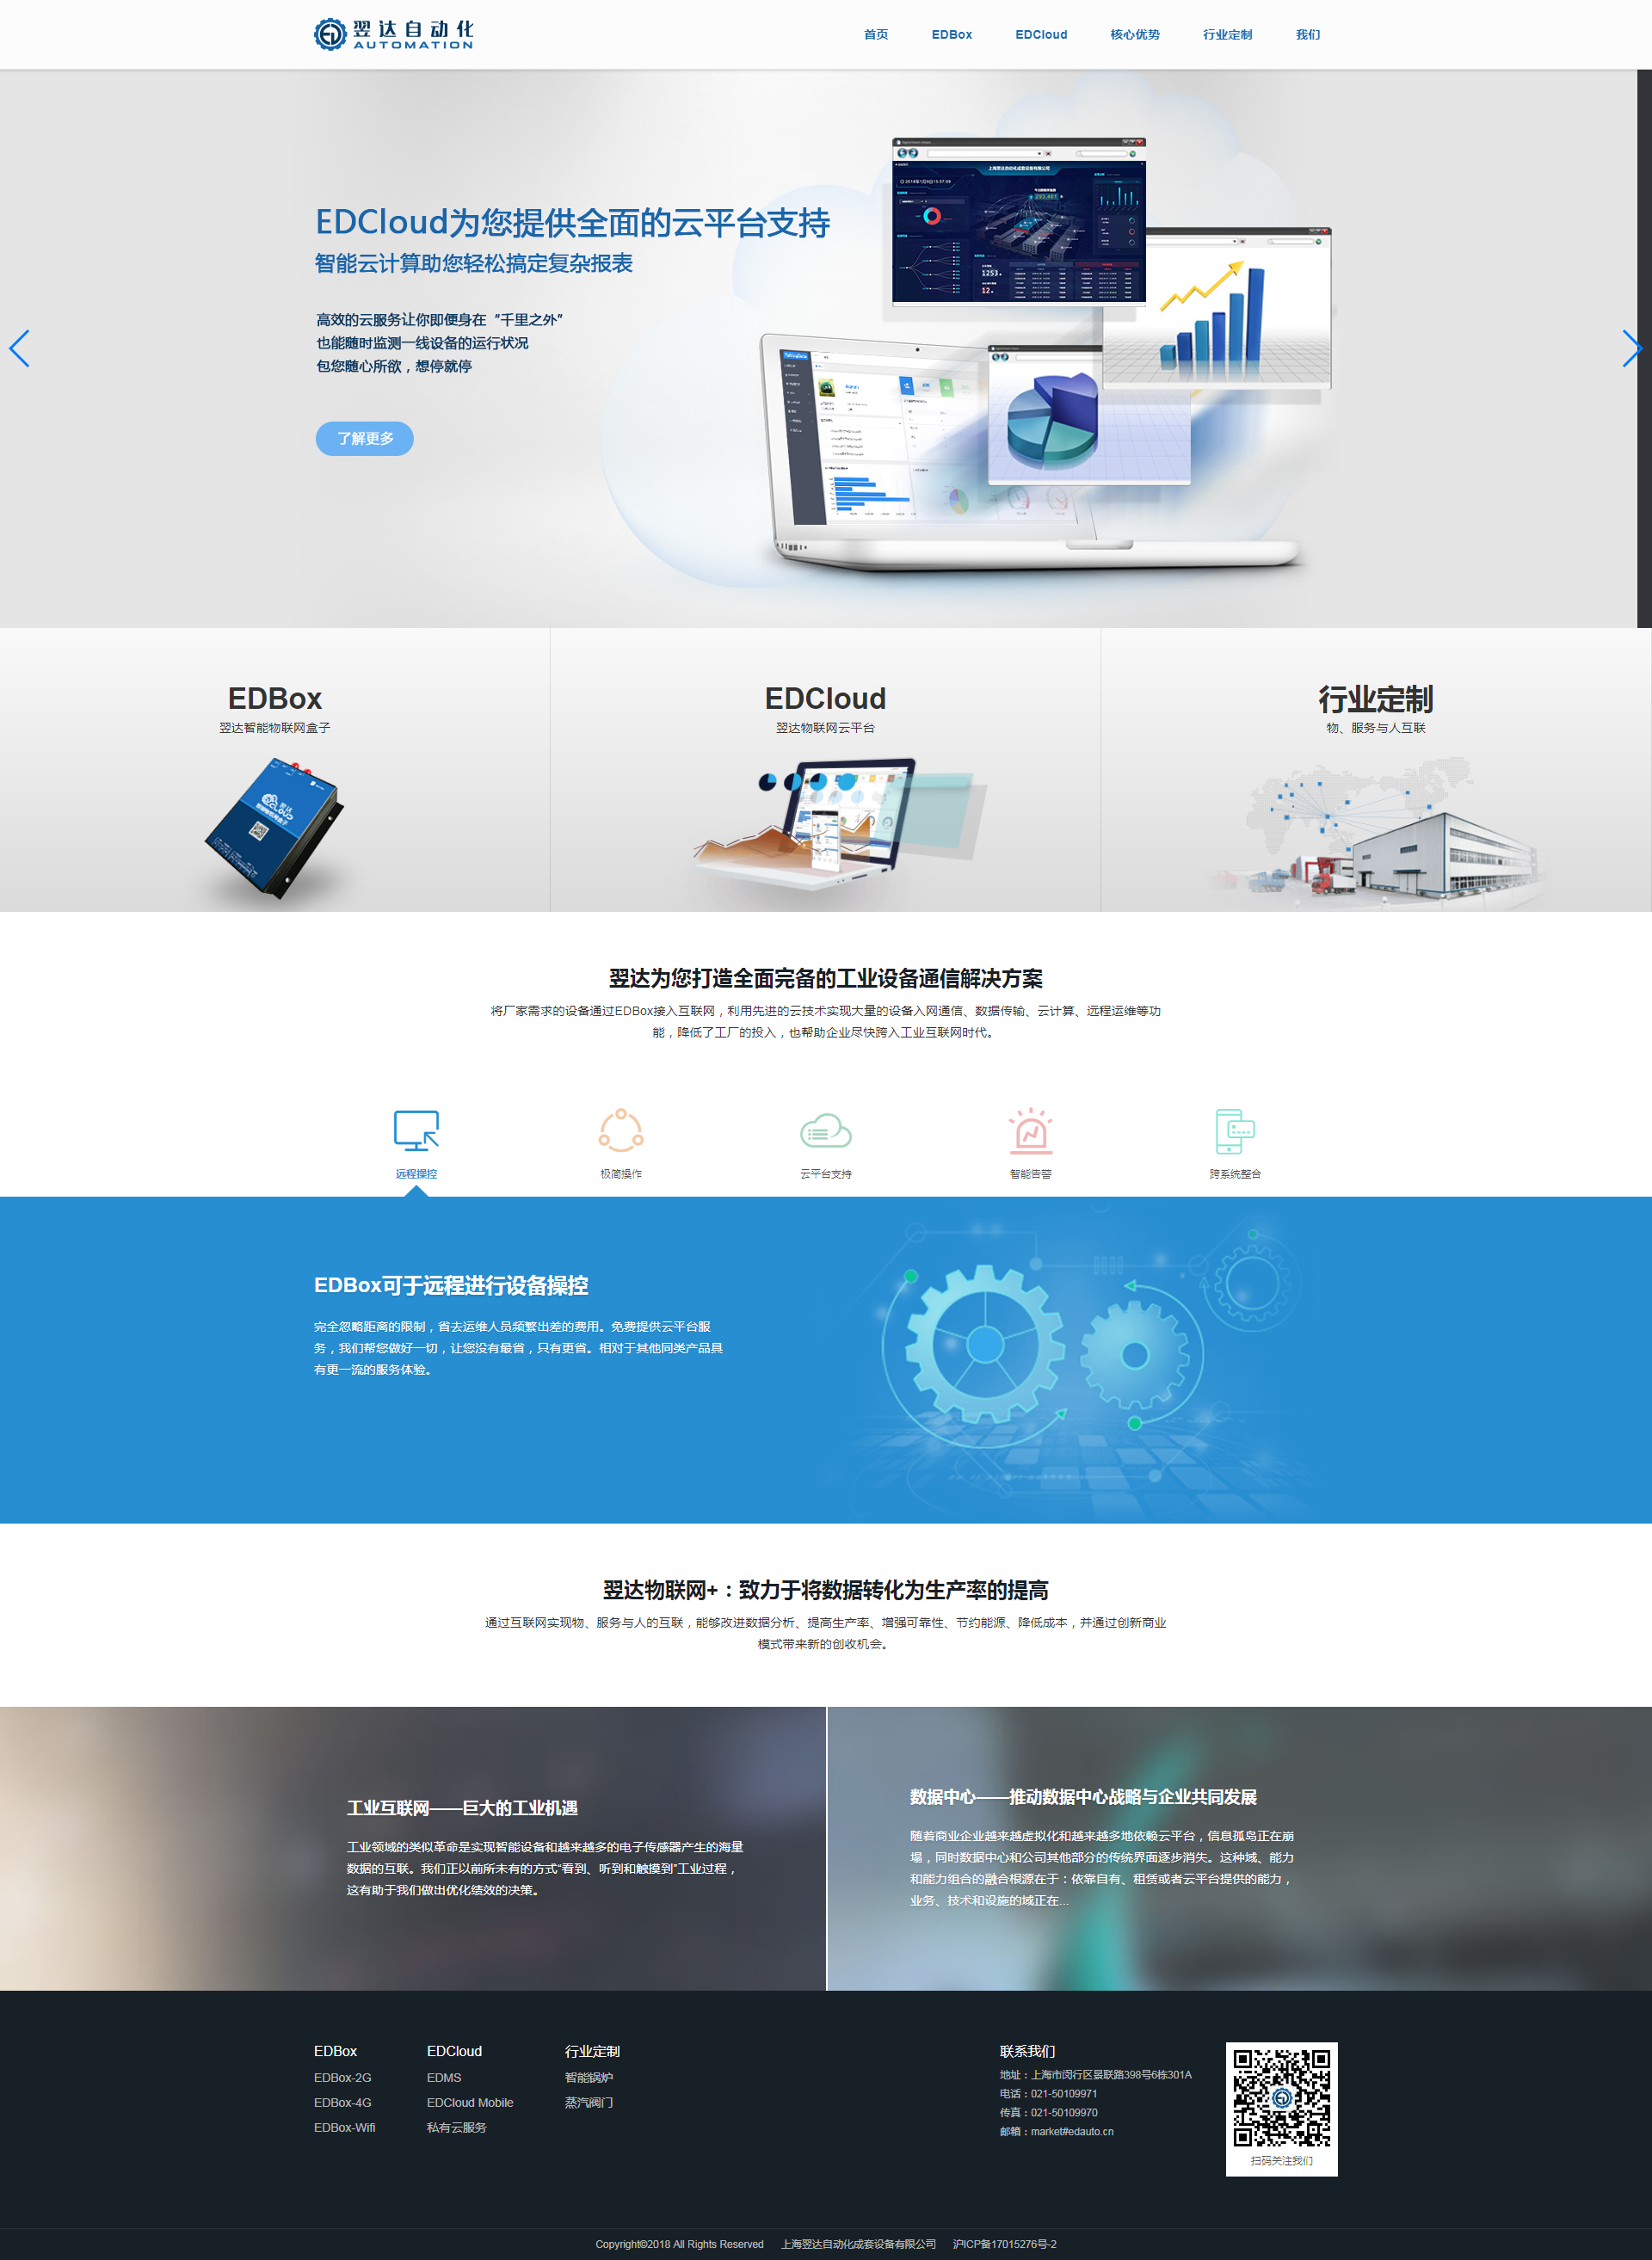 翌达自动化
AUTOMATION
首页
EDBox
EDCloud
核心优势
行业定制
我们
EDCloud为您提供全面的云平台支持
智能云计算助您轻松搞定复杂报表
高效的云服务让你即便身在“千里之外”
也能随时监测一线设备的运行状况
包您随心所欲，想停就停
了解更多
EDBox
翌达智能物联网盒子
EDCloud
翌达物联网云平台
行业定制
物、服务与人互联
翌达为您打造全面完备的工业设备通信解决方案
将厂家需求的设备通过EDBox接入互联网，利用先进的云技术实现大量的设备入网通信、数据传输、云计算、远程运维等功
能，降低了工厂的投入，也帮助企业尽快跨入工业互联网时代。
远程操控
极简操作
云平台支持
智能告警
跨系统整合
EDBox可于远程进行设备操控
完全忽略距离的限制，省去运维人员频繁出差的费用。免费提供云平台服
务，我们帮您做好一切，让您没有最省，只有更省。相对于其他同类产品具
有更一流的服务体验。
翌达物联网+：致力于将数据转化为生产率的提高
通过互联网实现物、服务与人的互联，能够改进数据分析、提高生产率、增强可靠性、节约能源、降低成本，并通过创新商业
模式带来新的创收机会。
工业互联网——巨大的工业机遇
工业领域的类似革命是实现智能设备和越来越多的电子传感器产生的海量
数据的互联。我们正以前所未有的方式“看到、听到和触摸到”工业过程，
这有助于我们做出优化绩效的决策。
数据中心——推动数据中心战略与企业共同发展
随着商业企业越来越虚拟化和越来越多地依赖云平台，信息孤岛正在崩
塌，同时数据中心和公司其他部分的传统界面逐步消失。这种域、能力
和能力组合的融合根源在于：依靠自有、租赁或者云平台提供的能力，
业务、技术和设施的域正在...
EDBox
EDBox-2G
EDBox-4G
EDBox-Wifi
EDCloud
EDMS
EDCloud Mobile
私有云服务
行业定制
智能锅炉
蒸汽阀门
联系我们
地址：上海市闵行区景联路398号6栋301A
电话：021-50109971
传真：021-50109970
邮箱：market#edauto.cn
扫码关注我们
Copyright©2018 All Rights Reserved 上海翌达自动化成套设备有限公司 沪ICP备17015276号-2